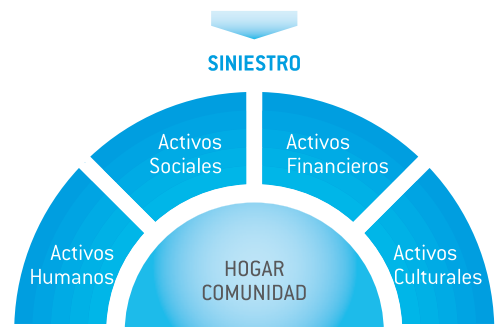 SINIESTRO
Activos
Sociales
Activos
Financieros
Activos
Humanos
Activos
Culturales
HOGAR
COMUNIDAD